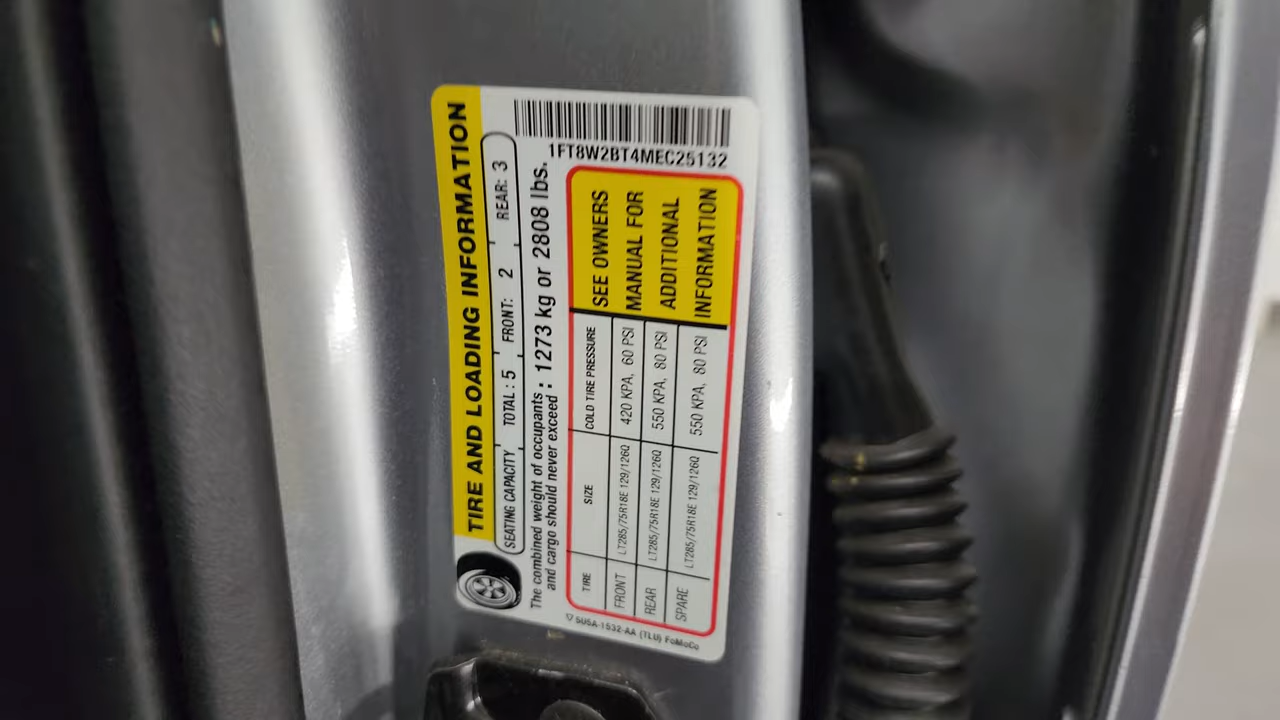 TIRE AND LOADING INFORMATION
SEATING CAPACITY TOTAL : 5 FRONT: 2 REAR: 3
The combined weight of occupants and cargo should never exceed : 1273 kg or 2808 lbs.
TIRE SIZE COLD TIRE PRESSURE
FRONT LT285/75R18E 129/126Q 420 KPA, 60 PSI
REAR LT285/75R18E 129/126Q 550 KPA, 80 PSI
SPARE LT285/75R18E 129/126Q 550 KPA, 80 PSI
SEE OWNERS
MANUAL FOR
ADDITIONAL
INFORMATION
5U5A-1532-AA (TLU) FoMoCo
1FT8W2BT4MEC25132